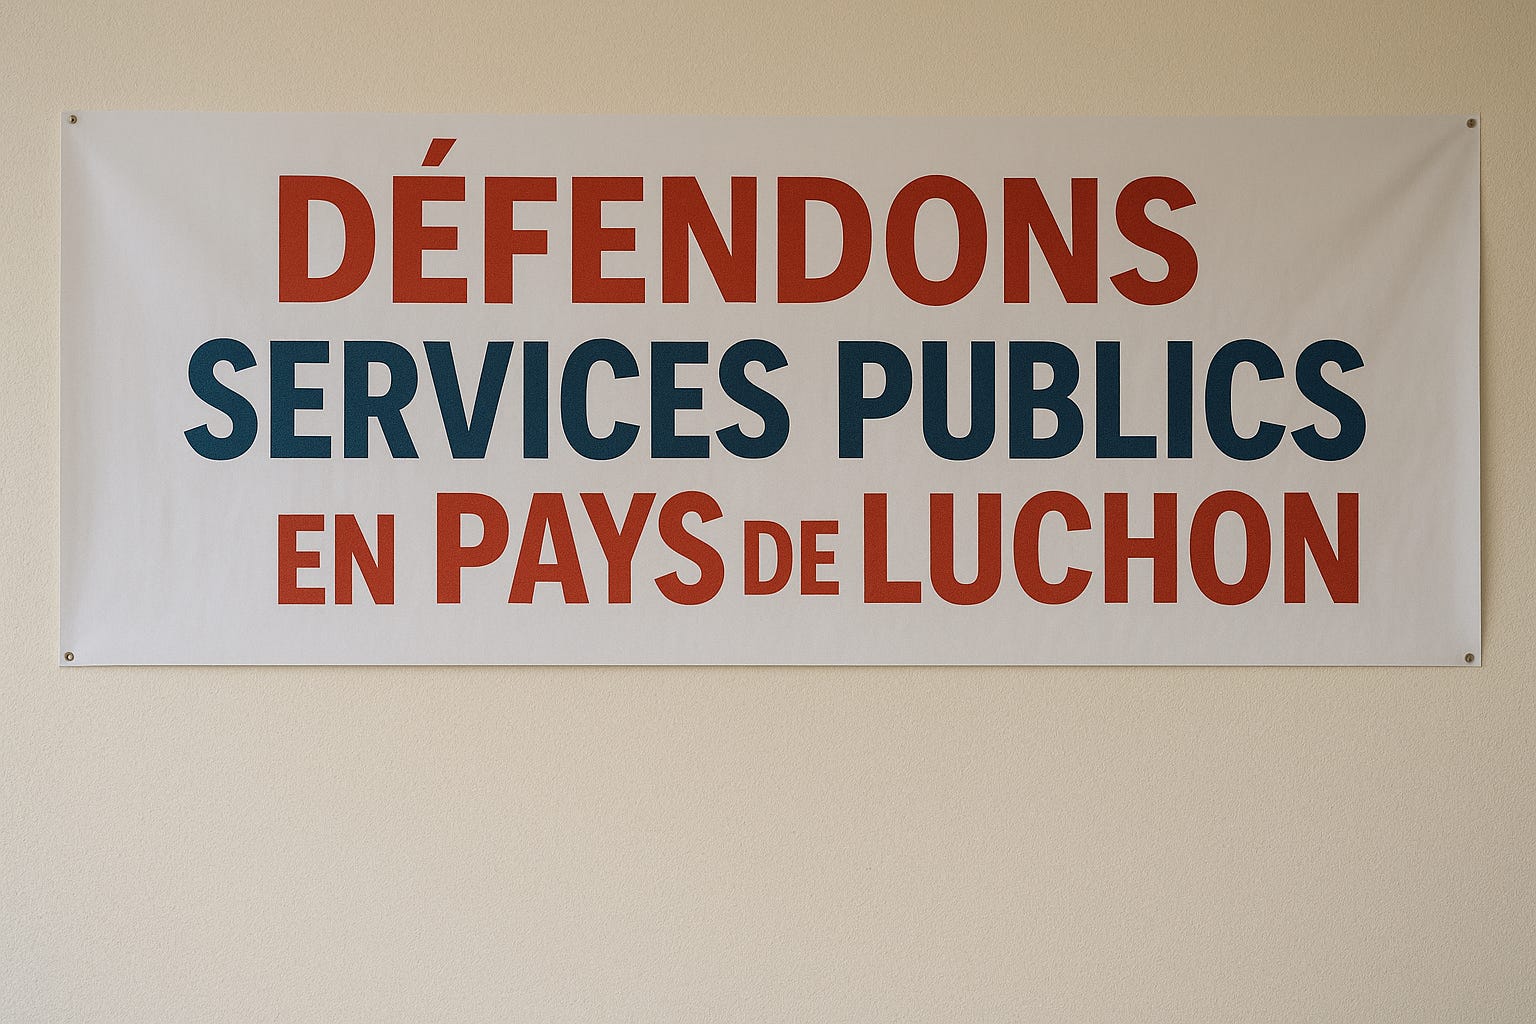 DÉFENDONS
SERVICES PUBLICS
EN PAYS DE LUCHON